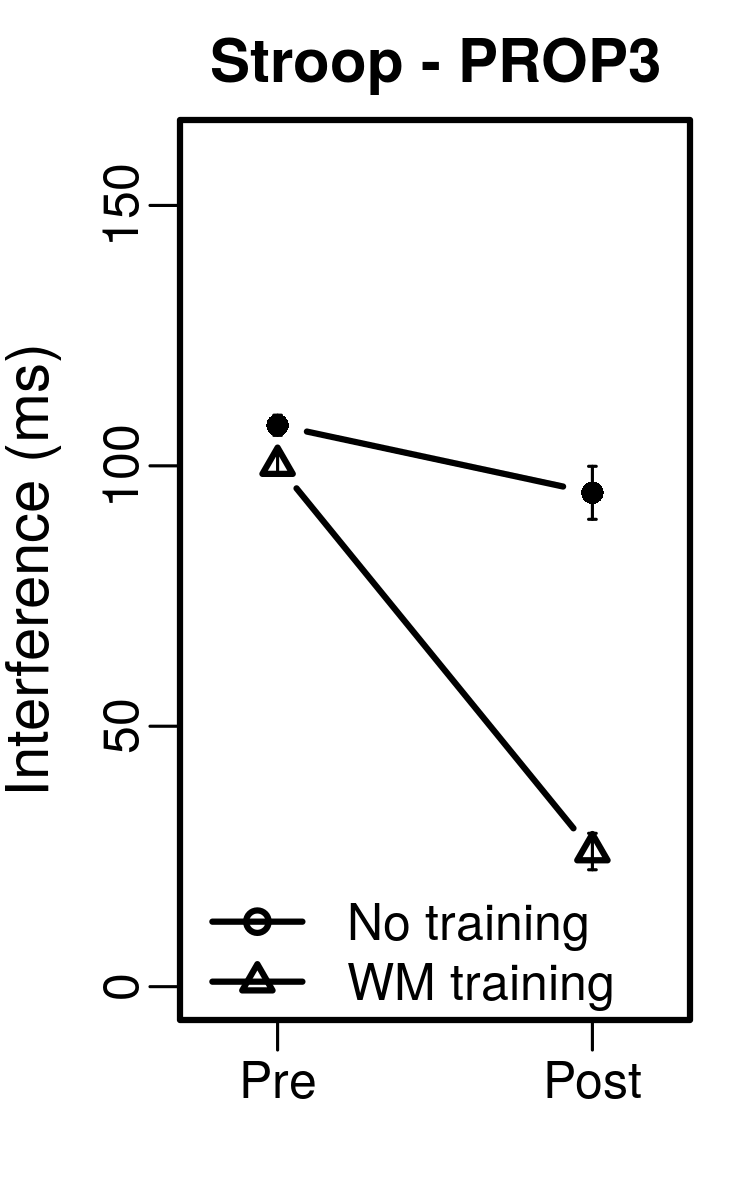 Stroop - PROP3
Interference (ms)
150
100
50
0
No training
WM training
Pre
Post